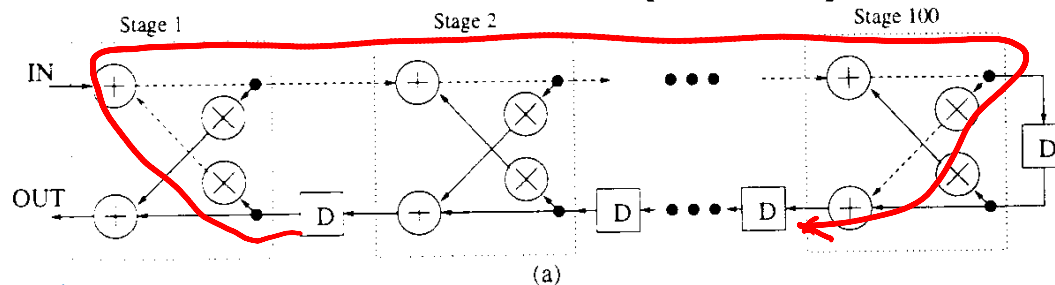 Stage 1 Stage 2 Stage 100
IN
D
OUT
D D D
(a)